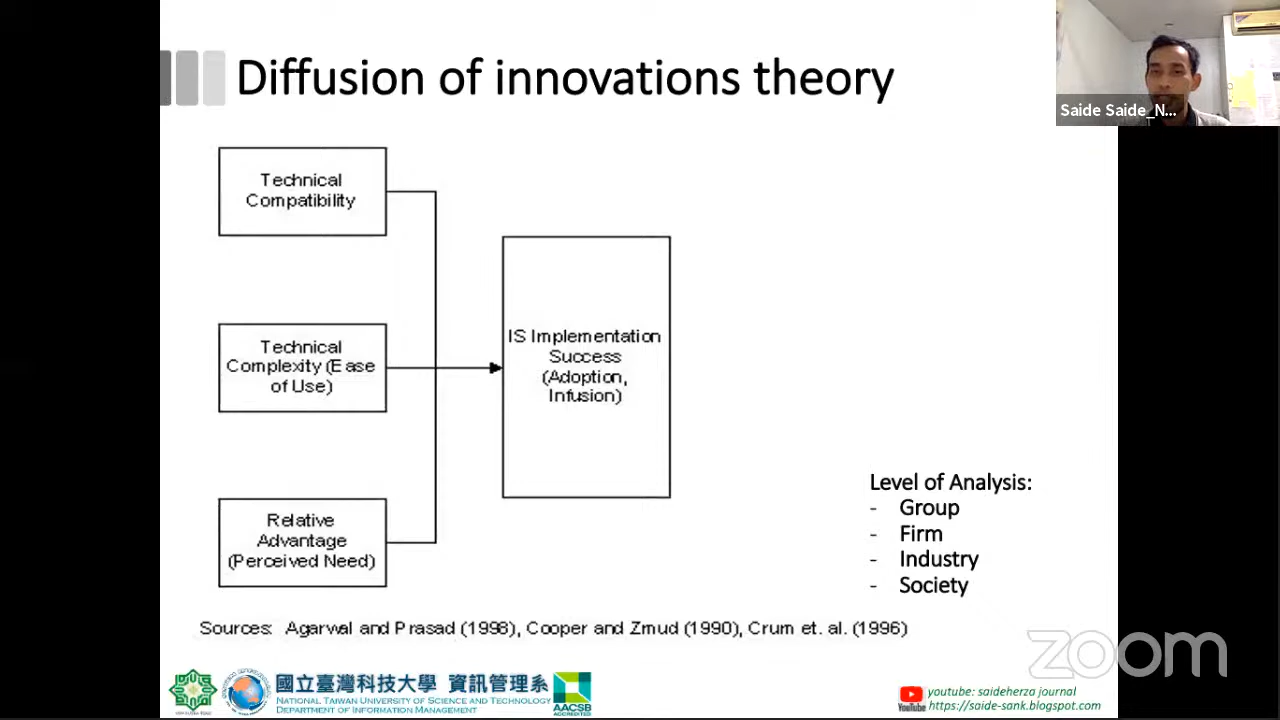 Diffusion of innovations theory
Saide Saide_N...
Technical
Compatibility
Technical
Complexity (Ease
of Use)
Relative
Advantage
(Perceived Need)
IS Implementation
Success
(Adoption,
Infusion)
Level of Analysis:
- Group
- Firm
- Industry
- Society
Sources: Agarwal and Prasad (1998), Cooper and Zmud (1990), Crum et. al. (1996)
zoom
國立臺灣科技大學 資訊管理系
NATIONAL TAIWAN UNIVERSITY OF SCIENCE AND TECHNOLOGY
DEPARTMENT OF INFORMATION MANAGEMENT
AACSB
ACCREDITED
YouTube
youtube: saideherza journal
https://saide-sank.blogspot.com